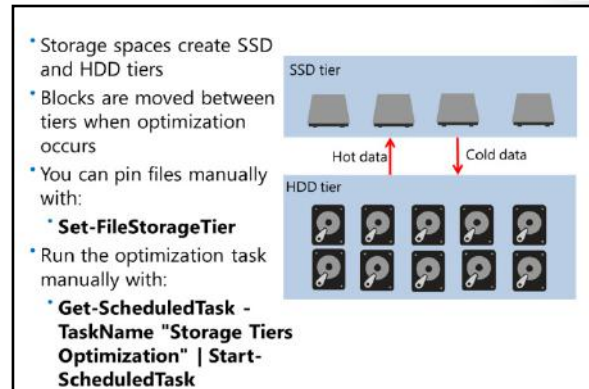 Storage spaces create SSD
and HDD tiers
Blocks are moved between
tiers when optimization
occurs
You can pin files manually
with:
Set-FileStorageTier
Run the optimization task
manually with:
Get-ScheduledTask -
TaskName "Storage Tiers
Optimization" | Start-
ScheduledTask
SSD tier
Hot data
Cold data
HDD tier